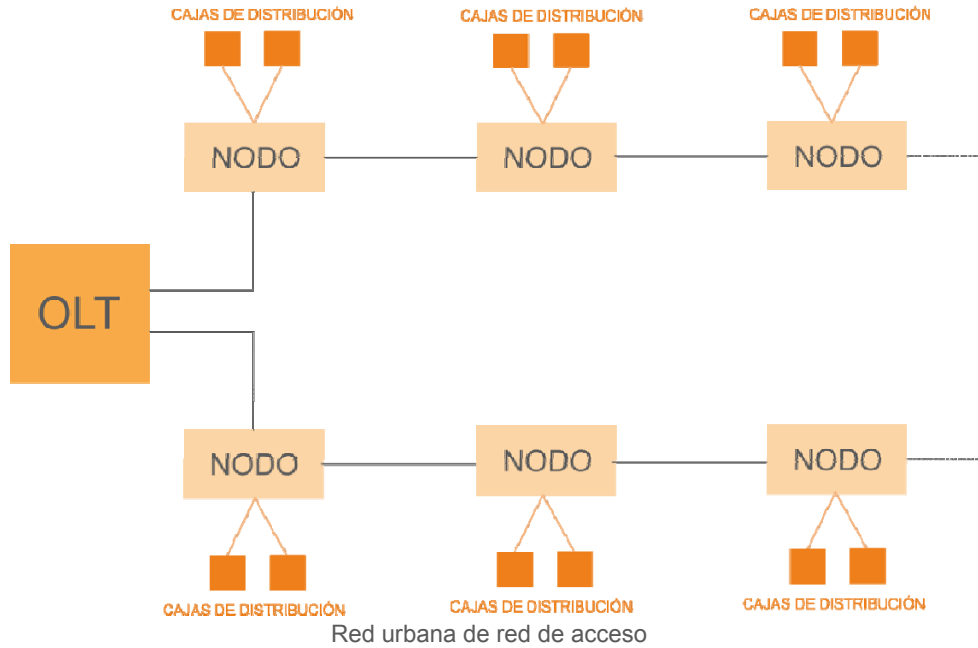 CAJAS DE DISTRIBUCIÓN
CAJAS DE DISTRIBUCIÓN
CAJAS DE DISTRIBUCIÓN
NODO
NODO
NODO
OLT
NODO
NODO
NODO
CAJAS DE DISTRIBUCIÓN
CAJAS DE DISTRIBUCIÓN
CAJAS DE DISTRIBUCIÓN
Red urbana de red de acceso